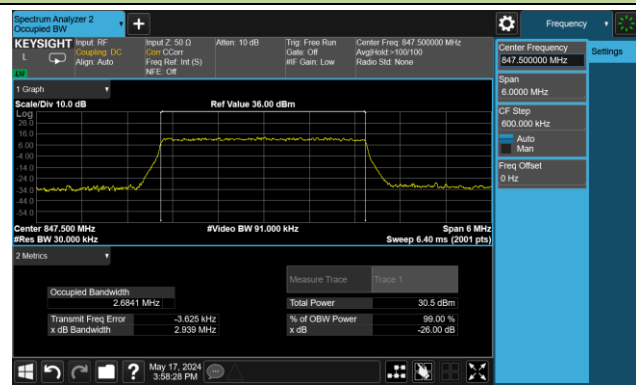 Spectrum Analyzer 2
Occupied BW
Frequency
KEYSIGHT
L
LV
Input: RF
Coupling: DC
Align: Auto
Input Z: 50 Ω
Corr CCorr
Freq Ref: Int (S)
NFE: Off
Atten: 10 dB
Trig: Free Run
Gate: Off
#IF Gain: Low
Center Freq: 847.500000 MHz
Avg|Hold:>100/100
Radio Std: None
Center Frequency
847.500000 MHz
Settings
Span
6.0000 MHz
CF Step
600.000 kHz
Auto
Man
Freq Offset
0 Hz
1 Graph
Scale/Div 10.0 dB
Ref Value 36.00 dBm
Log
26.0
16.0
6.00
-4.00
-14.0
-24.0
-34.0
-44.0
-54.0
Center 847.500 MHz
#Video BW 91.000 kHz
Span 6 MHz
#Res BW 30.000 kHz
Sweep 6.40 ms (2001 pts)
2 Metrics
Measure Trace
Trace 1
Occupied Bandwidth
2.6841 MHz
Total Power
30.5 dBm
Transmit Freq Error
-3.625 kHz
% of OBW Power
99.00 %
x dB Bandwidth
2.939 MHz
x dB
-26.00 dB
?
May 17, 2024
3:58:28 PM